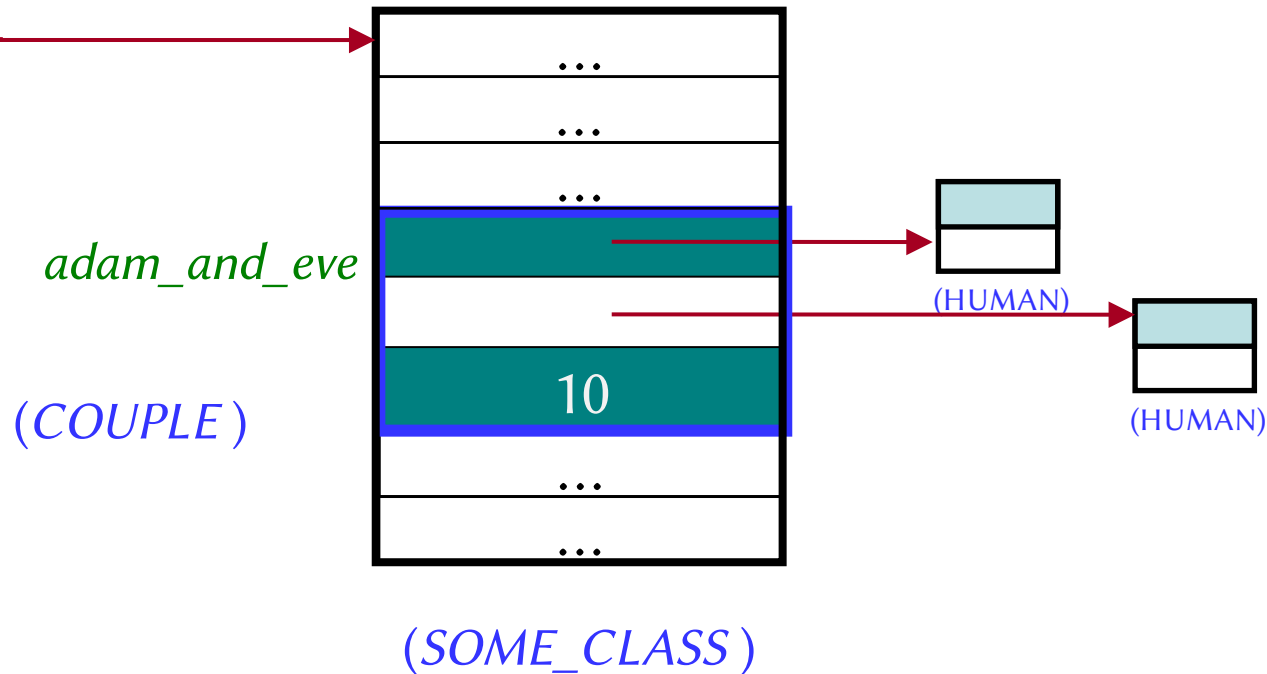 ...
...
...
adam_and_eve
(HUMAN)
10
(COUPLE)
(HUMAN)
...
...
(SOME_CLASS)